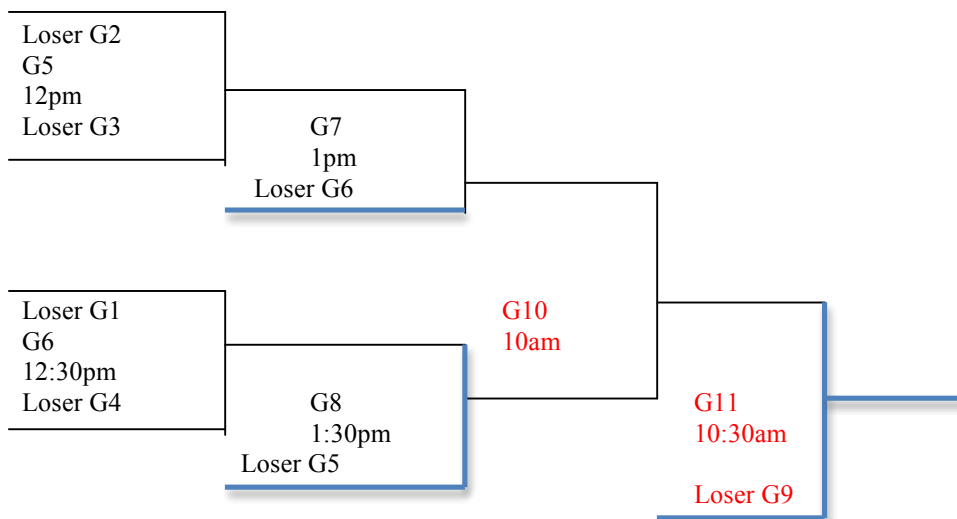 Loser G2
G5
12pm
Loser G3
G7
1pm
Loser G6
Loser G1
G6
12:30pm
Loser G4
G8
1:30pm
Loser G5
G10
10am
G11
10:30am
Loser G9